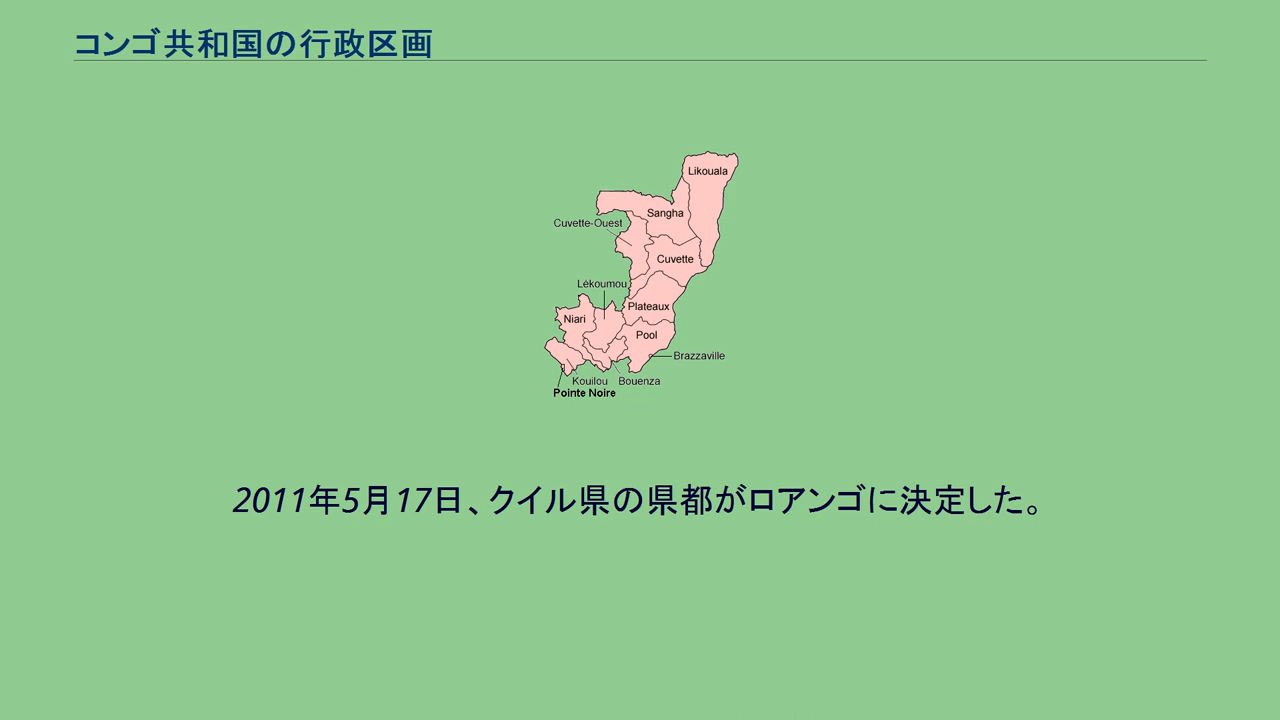 コンゴ共和国の行政区画
Likouala
Sangha
Cuvette-Ouest
Cuvette
Lékoumou
Plateaux
Niari
Pool
Brazzaville
Kouilou
Bouenza
Pointe Noire
2011年5月17日、クイル県の県都がロアンゴに決定した。